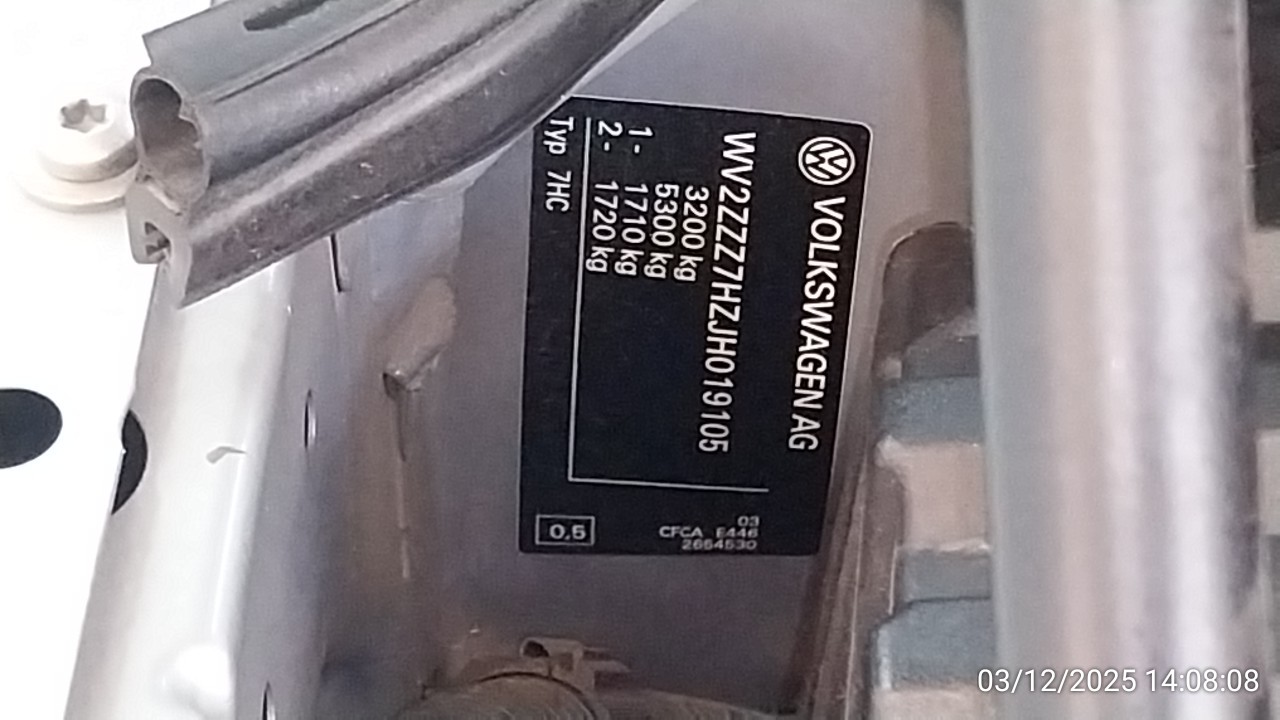 VOLKSWAGEN AG
WV2ZZZ7HZJH019105
3200 kg
5300 kg
1- 1710 kg
2- 1720 kg
Typ 7HC
03
CFCA E446
2654530
0.5
03/12/2025 14:08:08